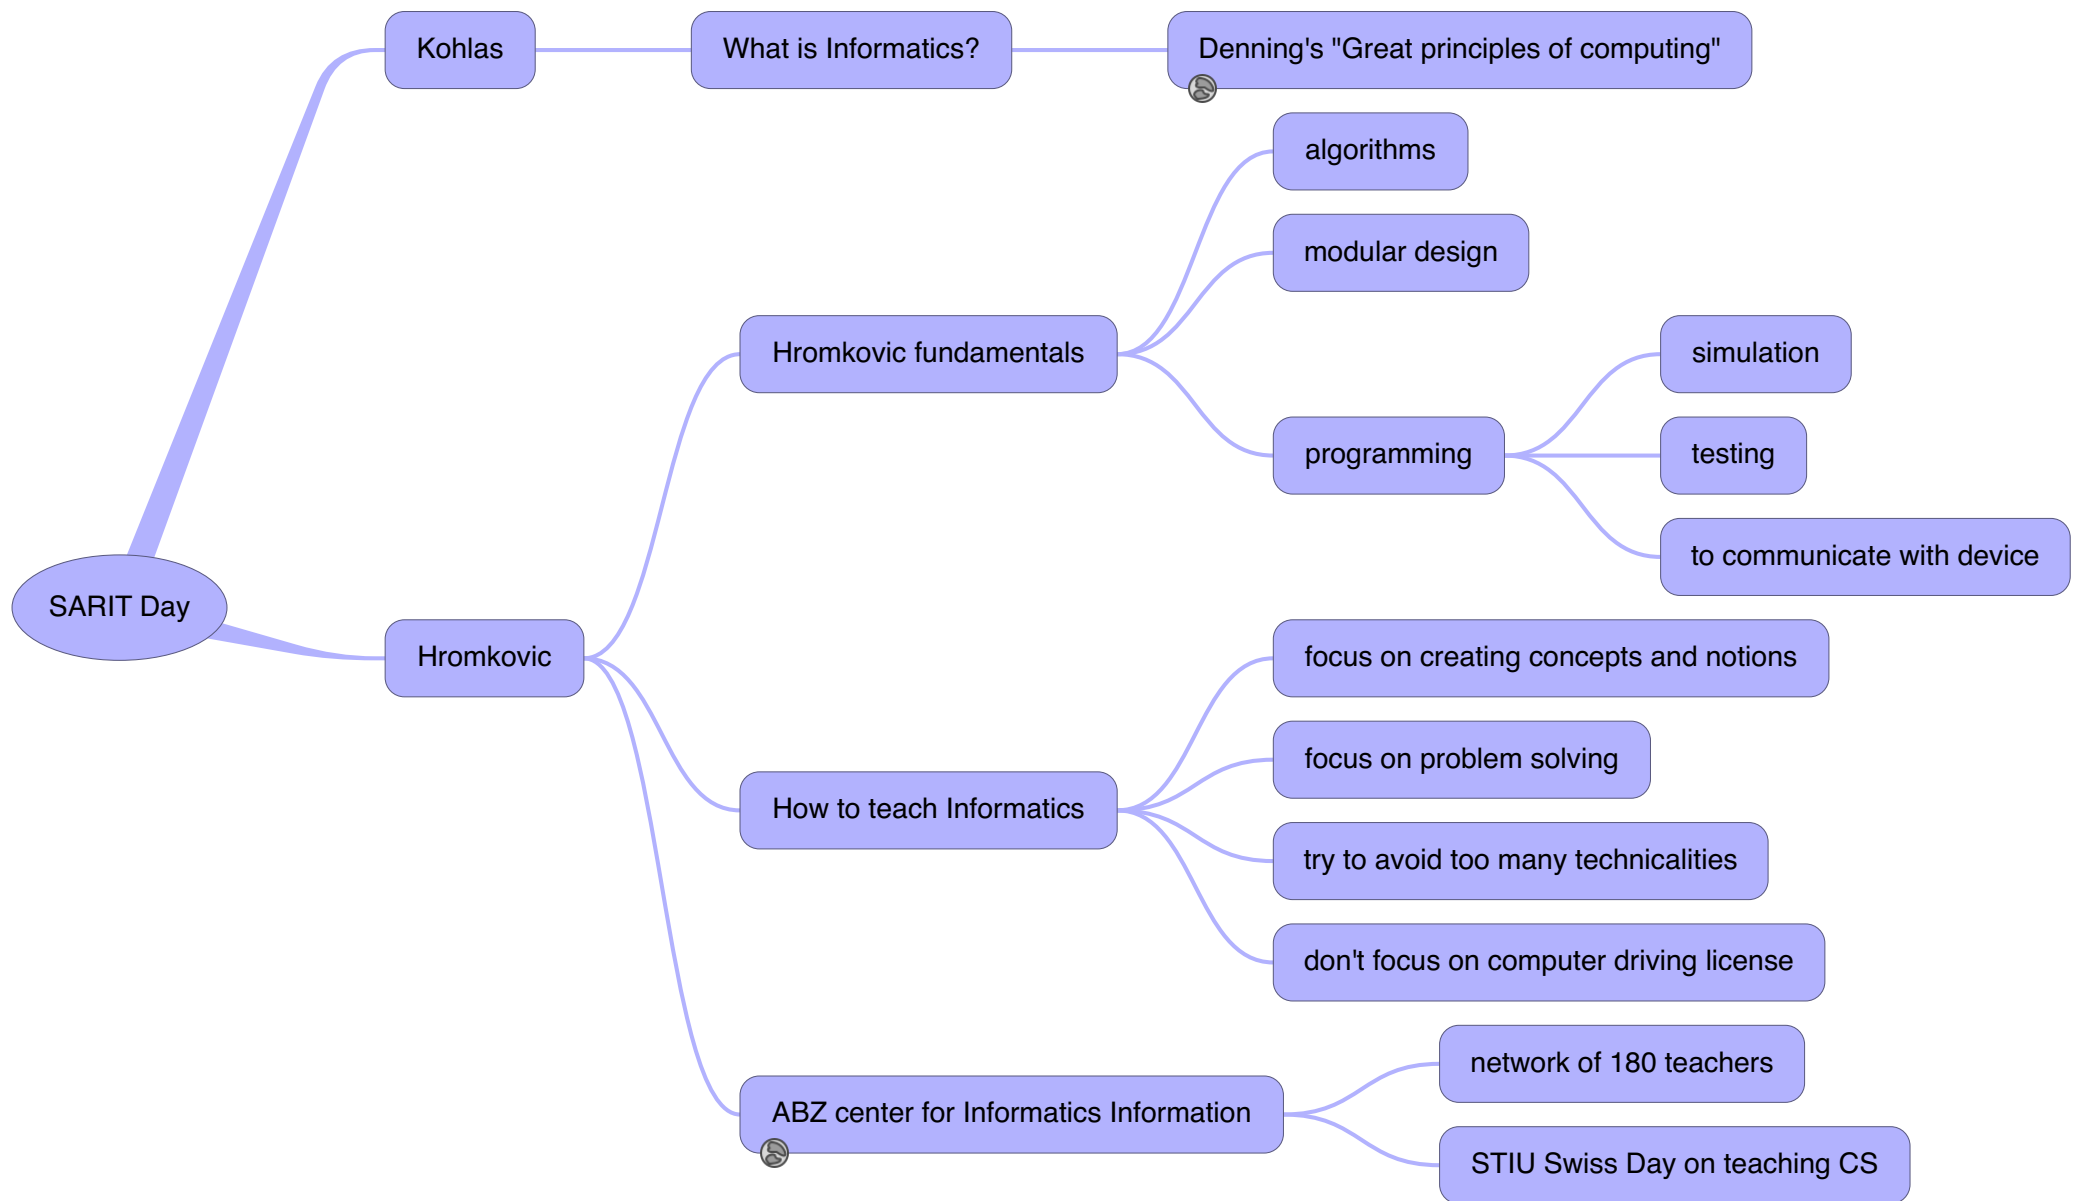 Kohlas
What is Informatics?
Denning's "Great principles of computing"
algorithms
modular design
Hromkovic fundamentals
simulation
programming
testing
to communicate with device
SARIT Day
Hromkovic
focus on creating concepts and notions
focus on problem solving
How to teach Informatics
try to avoid too many technicalities
don't focus on computer driving license
network of 180 teachers
ABZ center for Informatics Information
STIU Swiss Day on teaching CS